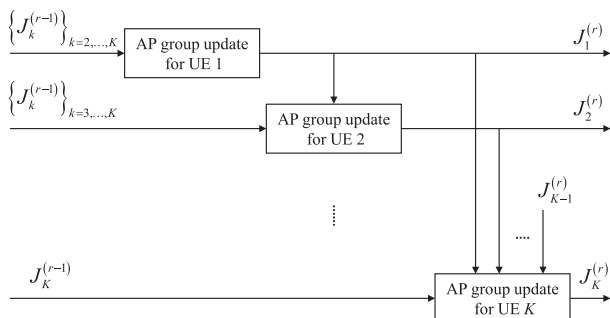 {J_k^{(r-1)}}_{k=2,…,K}
AP group update
for UE 1
J_1^{(r)}
{J_k^{(r-1)}}_{k=3,…,K}
AP group update
for UE 2
J_2^{(r)}
J_{K-1}^{(r)}
J_K^{(r-1)}
AP group update
for UE K
J_K^{(r)}